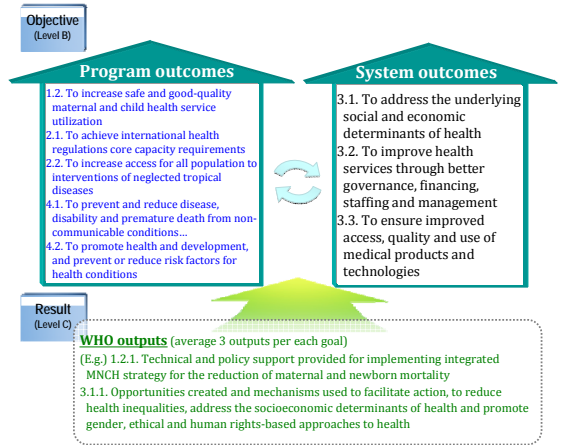 Objective
(Level B)
Program outcomes
1.2. To increase safe and good-quality
maternal and child health service
utilization
2.1. To achieve international health
regulations core capacity requirements
2.2. To increase access for all population to
interventions of neglected tropical
diseases
4.1. To prevent and reduce disease,
disability and premature death from non-
communicable conditions…
4.2. To promote health and development,
and prevent or reduce risk factors for
health conditions
System outcomes
3.1. To address the underlying
social and economic
determinants of health
3.2. To improve health
services through better
governance, financing,
staffing and management
3.3. To ensure improved
access, quality and use of
medical products and
technologies
Result
(Level C)
WHO outputs (average 3 outputs per each goal)
(E.g.) 1.2.1. Technical and policy support provided for implementing integrated
MNCH strategy for the reduction of maternal and newborn mortality
3.1.1. Opportunities created and mechanisms used to facilitate action, to reduce
health inequalities, address the socioeconomic determinants of health and promote
gender, ethical and human rights-based approaches to health